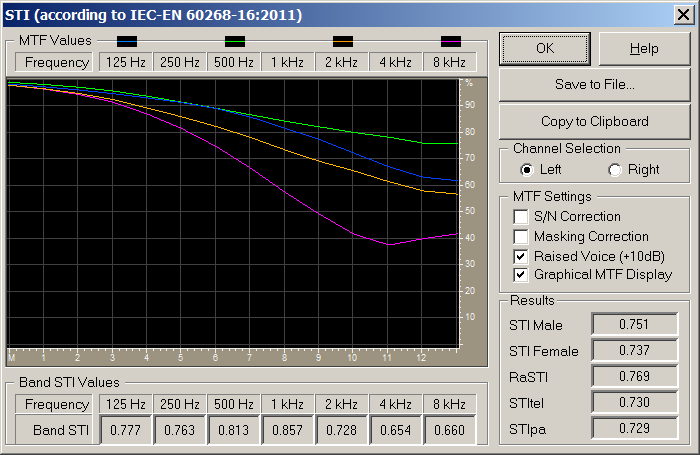 STI (according to IEC-EN 60268-16:2011)
MTF Values
Frequency 125 Hz 250 Hz 500 Hz 1 kHz 2 kHz 4 kHz 8 kHz
%
90
80
70
60
50
40
30
20
10
M 1 2 3 4 5 6 7 8 9 10 11 12
Band STI Values
Frequency 125 Hz 250 Hz 500 Hz 1 kHz 2 kHz 4 kHz 8 kHz
Band STI 0.777 0.763 0.813 0.857 0.728 0.654 0.660
OK Help
Save to File...
Copy to Clipboard
Channel Selection
Left Right
MTF Settings
S/N Correction
Masking Correction
Raised Voice (+10dB)
Graphical MTF Display
Results
STI Male 0.751
STI Female 0.737
RaSTI 0.769
STItel 0.730
STIpa 0.729